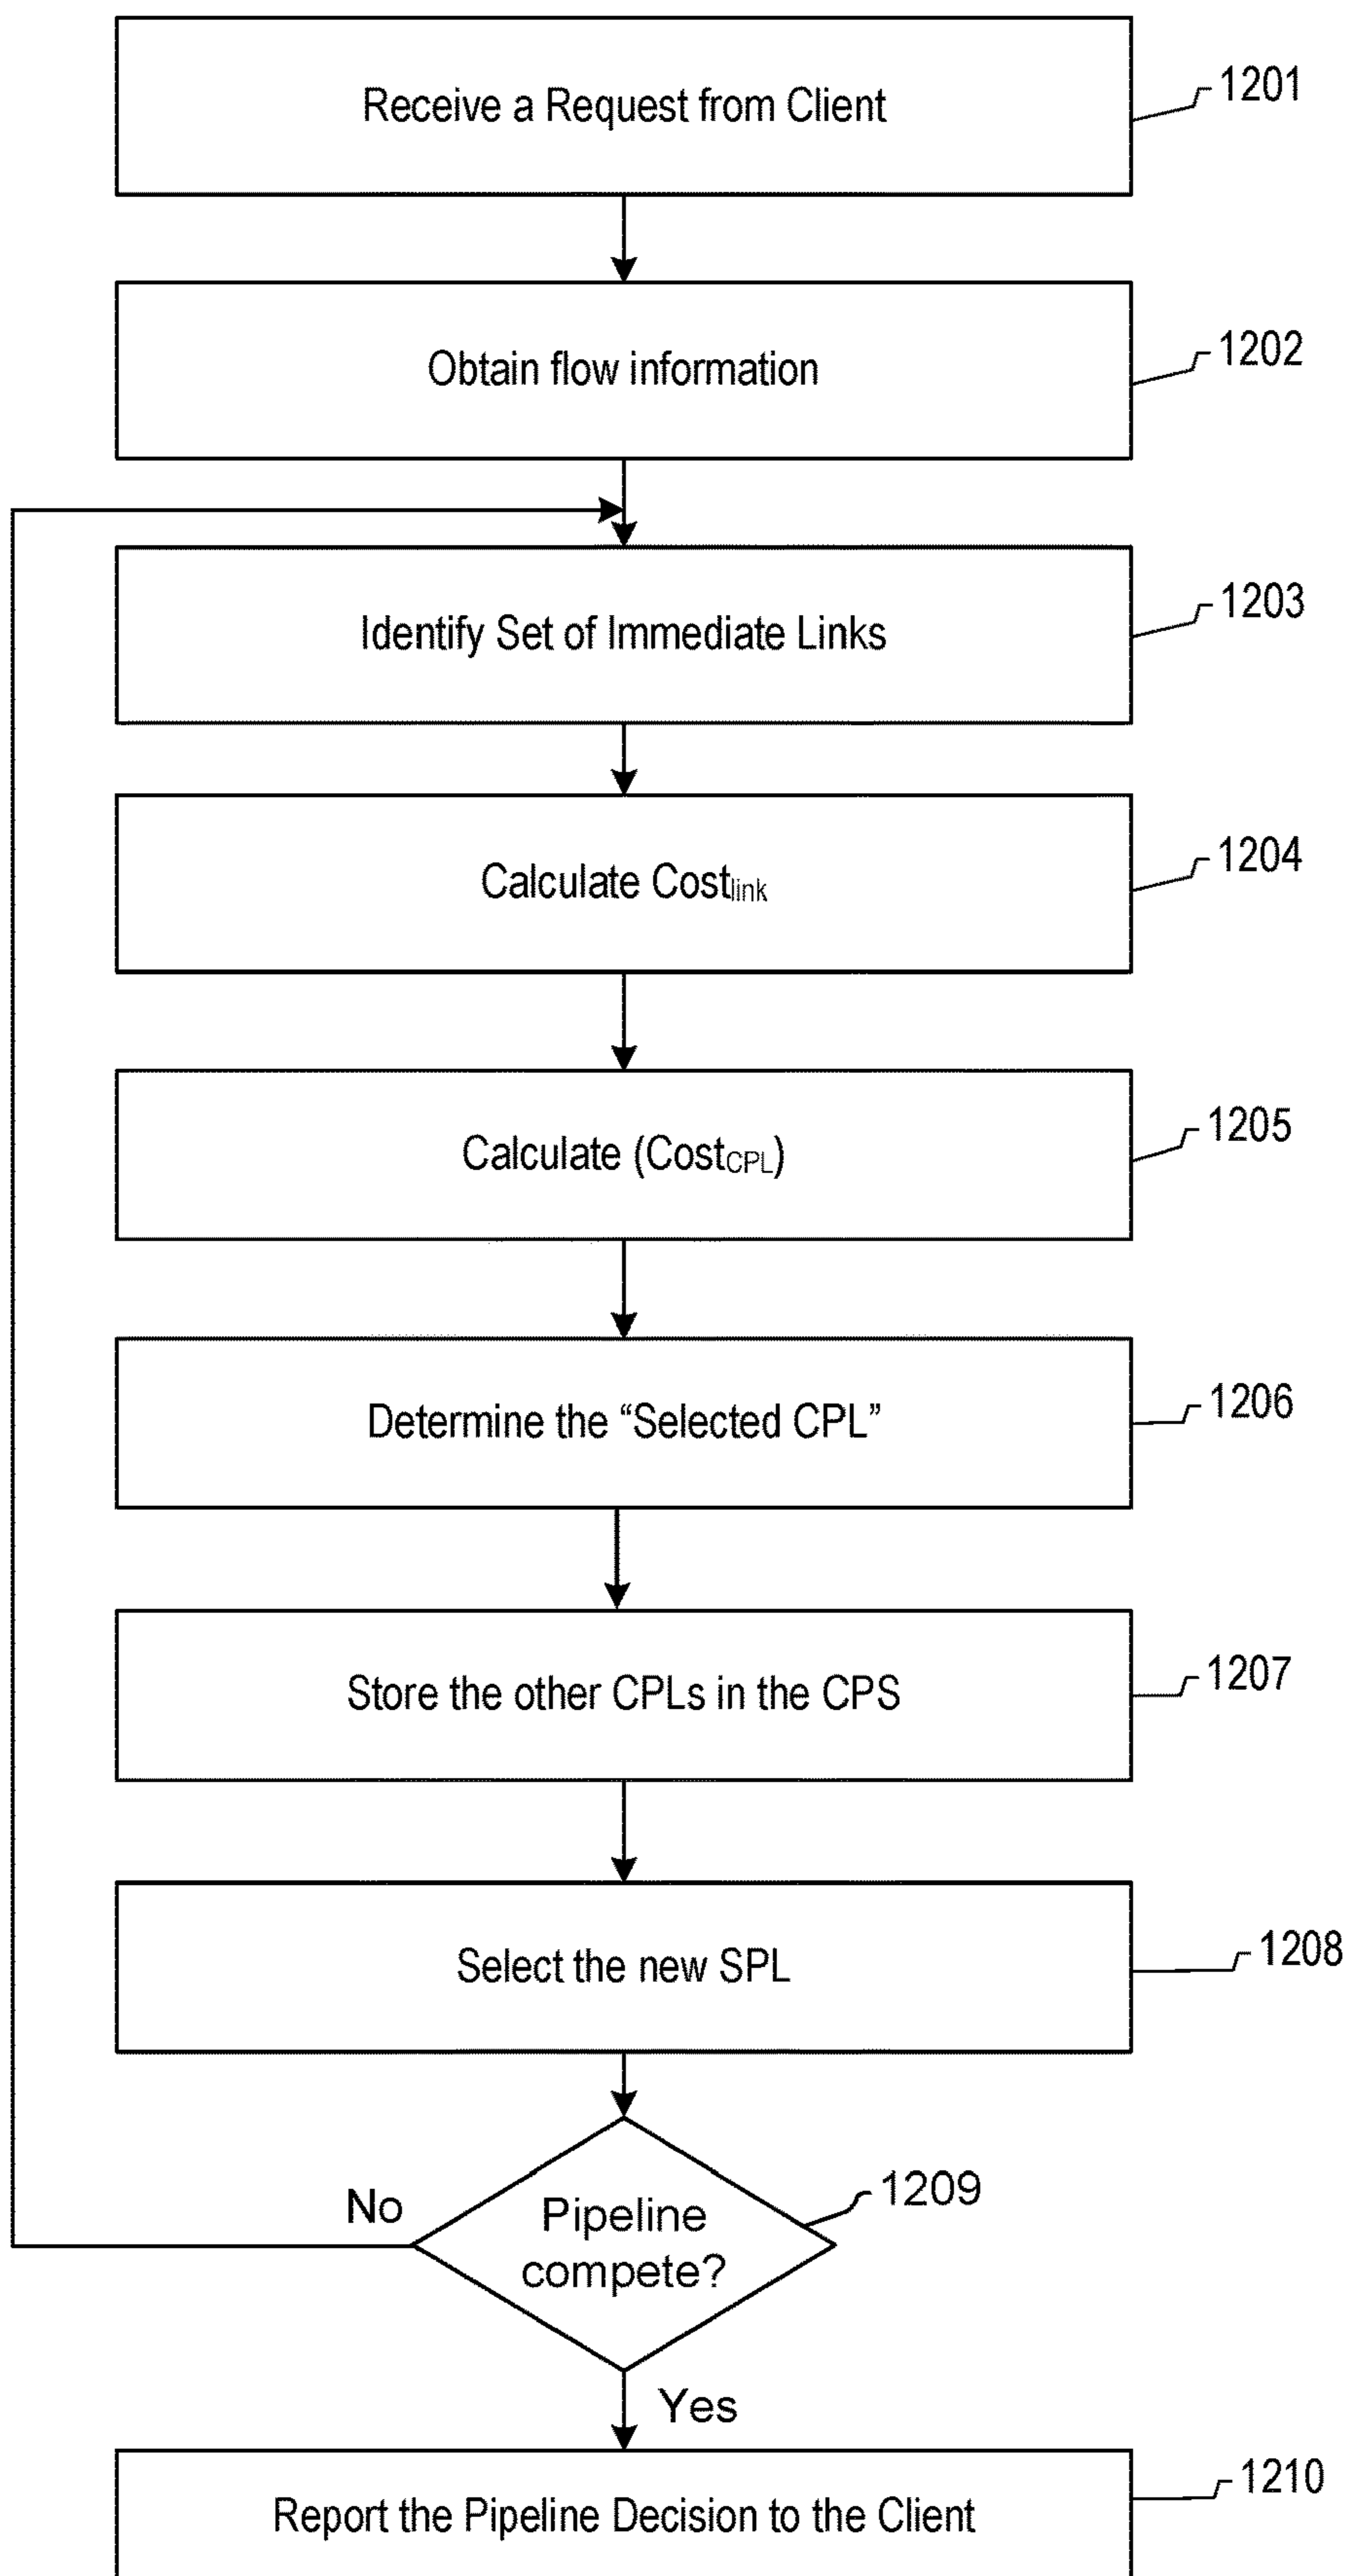 Receive a Request from Client
1201
Obtain flow information
1202
Identify Set of Immediate Links
1203
Calculate Costlink
1204
Calculate (CostCPL)
1205
Determine the “Selected CPL”
1206
Store the other CPLs in the CPS
1207
Select the new SPL
1208
No
Pipeline
compete?
1209
Yes
Report the Pipeline Decision to the Client
1210